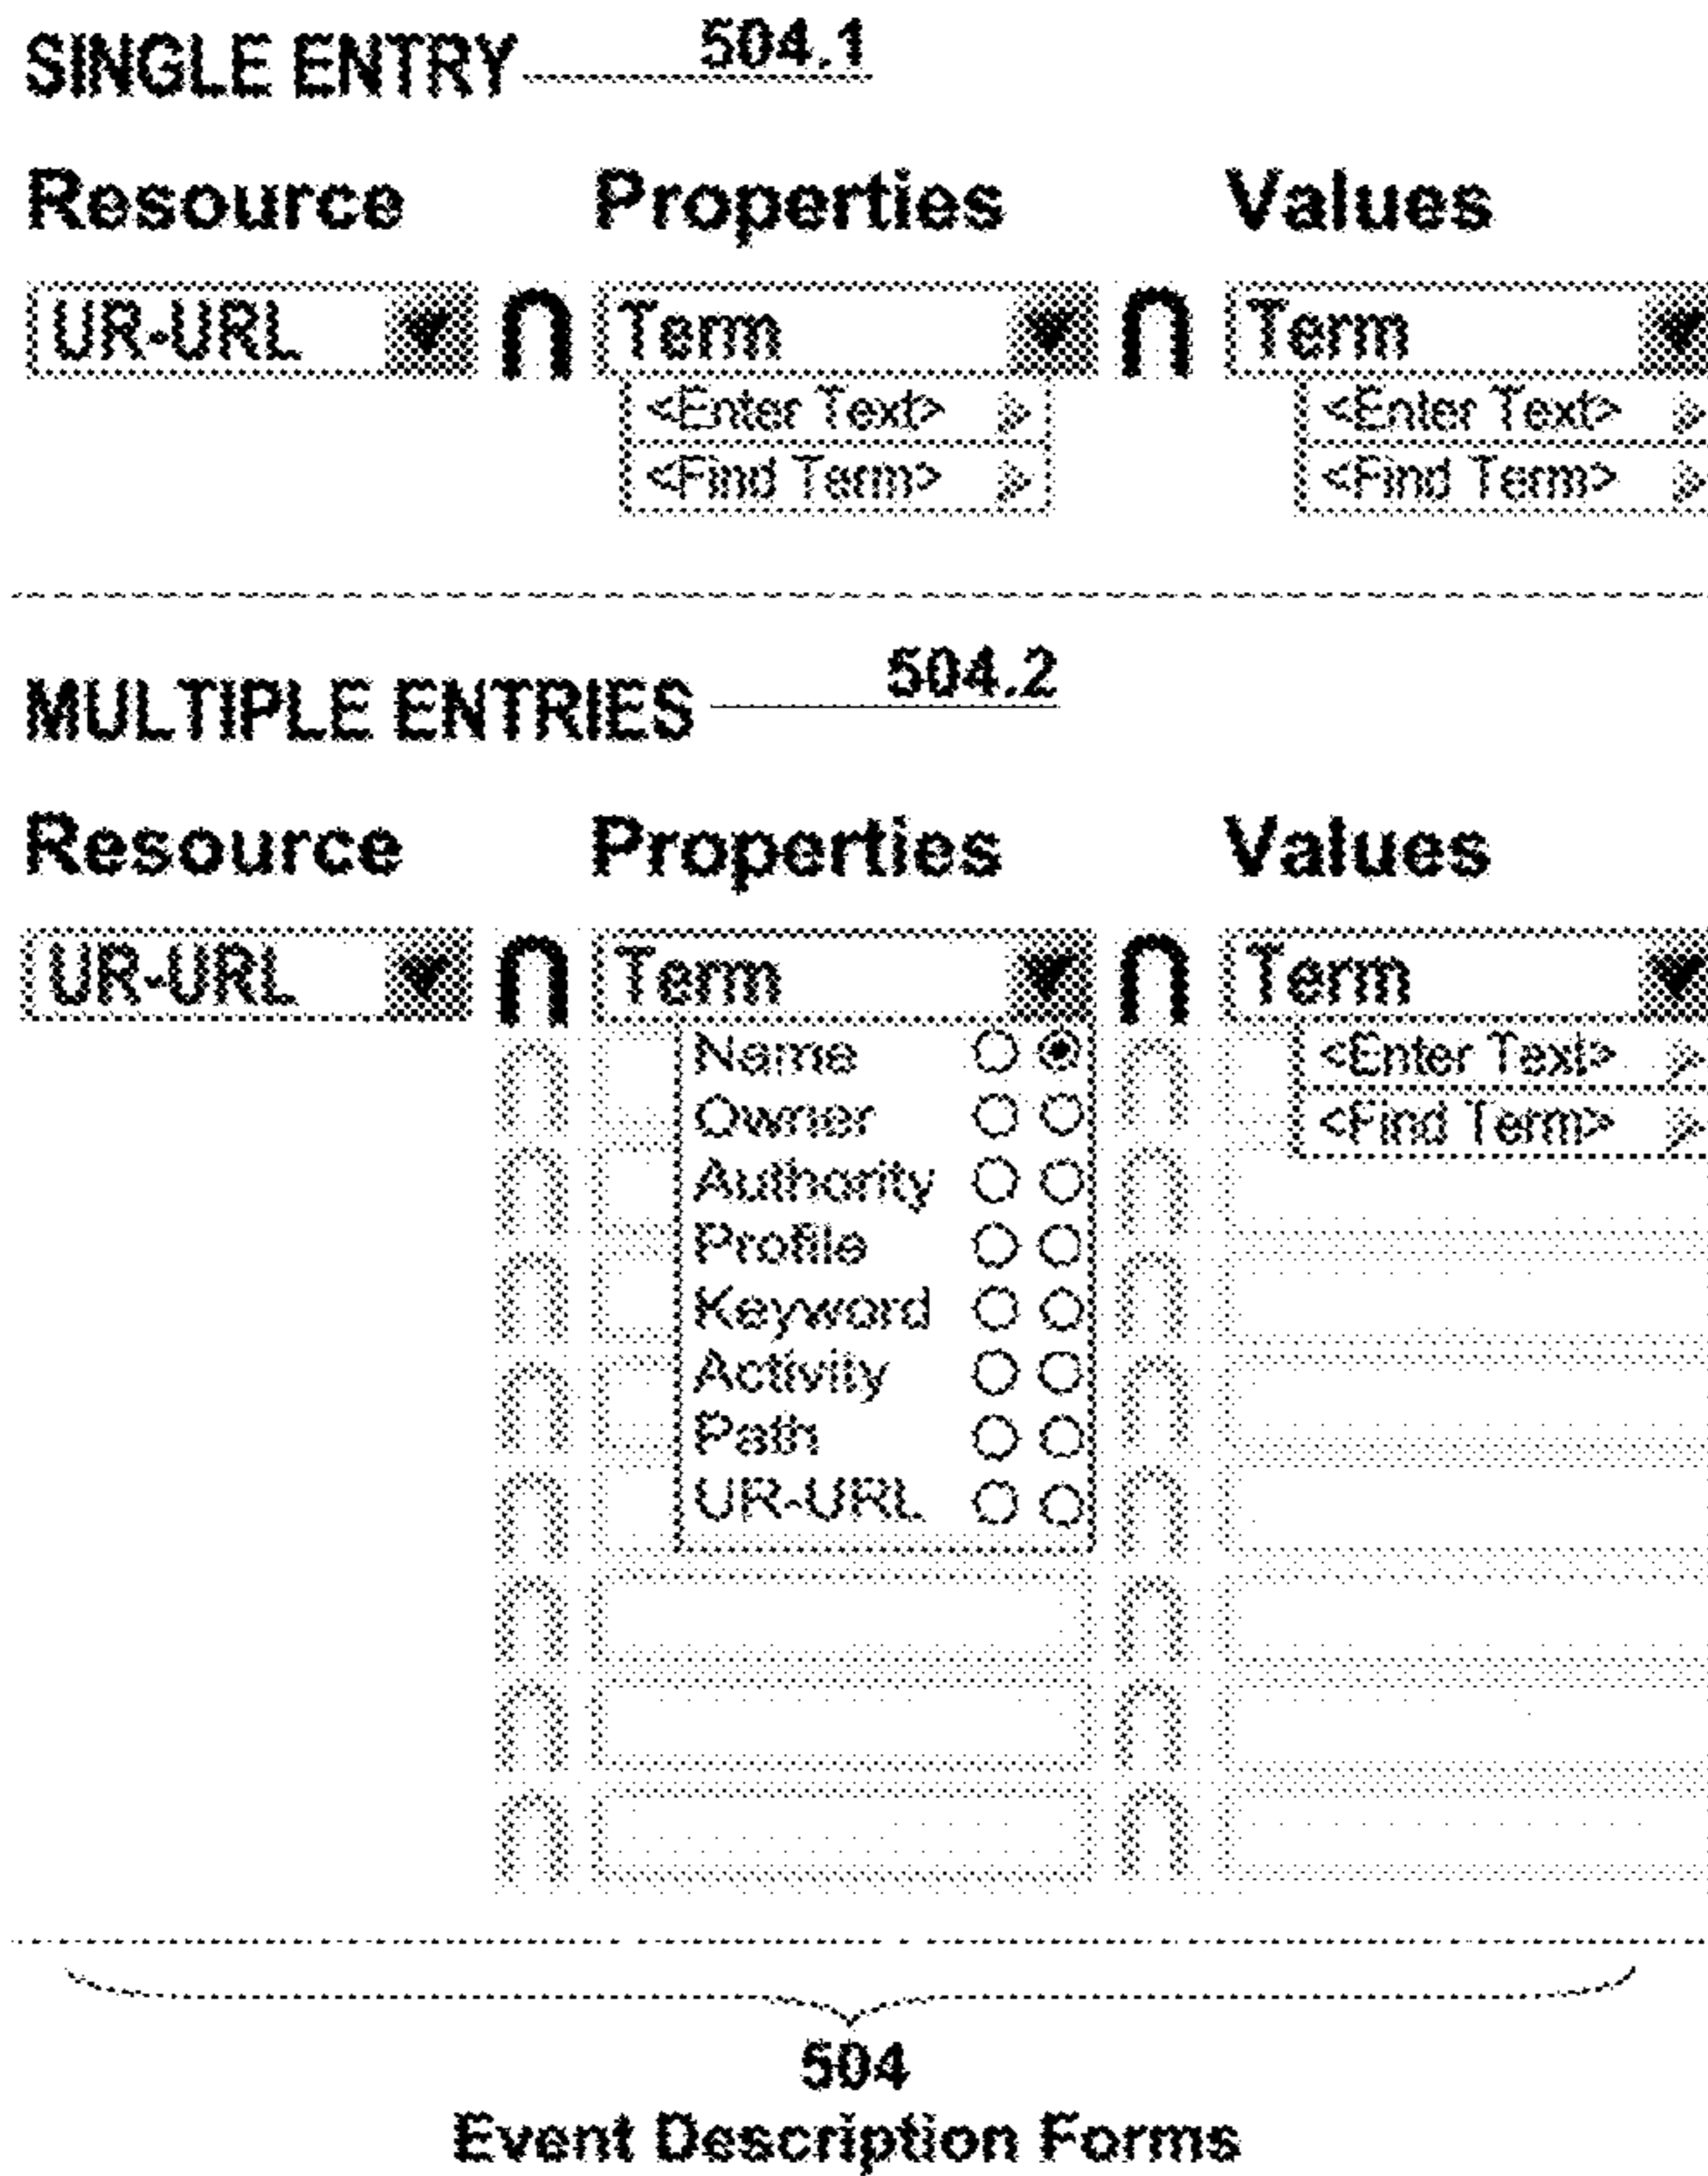 SINGLE ENTRY 504.1
Resource Properties Values
UR-URL ∩ Term ∩ Term
<Enter Text> <Enter Text>
<Find Term> <Find Term>
MULTIPLE ENTRIES 504.2
Resource Properties Values
UR-URL ∩ Term ∩ Term
Name <Enter Text>
Owner <Find Term>
Authority
Profile
Keyword
Activity
Path
UR-URL
504
Event Description Forms